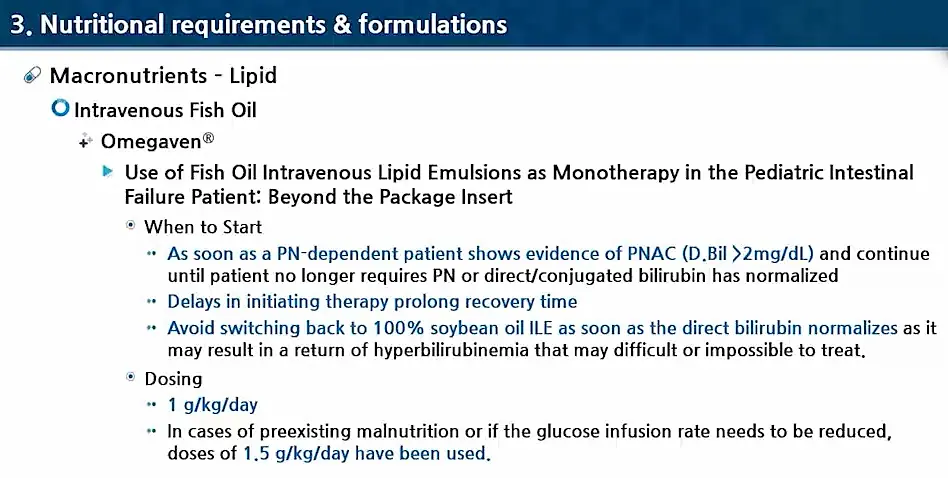 3. Nutritional requirements & formulations
Macronutrients - Lipid
Intravenous Fish Oil
Omegaven®
Use of Fish Oil Intravenous Lipid Emulsions as Monotherapy in the Pediatric Intestinal
Failure Patient: Beyond the Package Insert
When to Start
As soon as a PN-dependent patient shows evidence of PNAC (D.Bil >2mg/dL) and continue
until patient no longer requires PN or direct/conjugated bilirubin has normalized
Delays in initiating therapy prolong recovery time
Avoid switching back to 100% soybean oil ILE as soon as the direct bilirubin normalizes as it
may result in a return of hyperbilirubinemia that may difficult or impossible to treat.
Dosing
1 g/kg/day
In cases of preexisting malnutrition or if the glucose infusion rate needs to be reduced,
doses of 1.5 g/kg/day have been used.